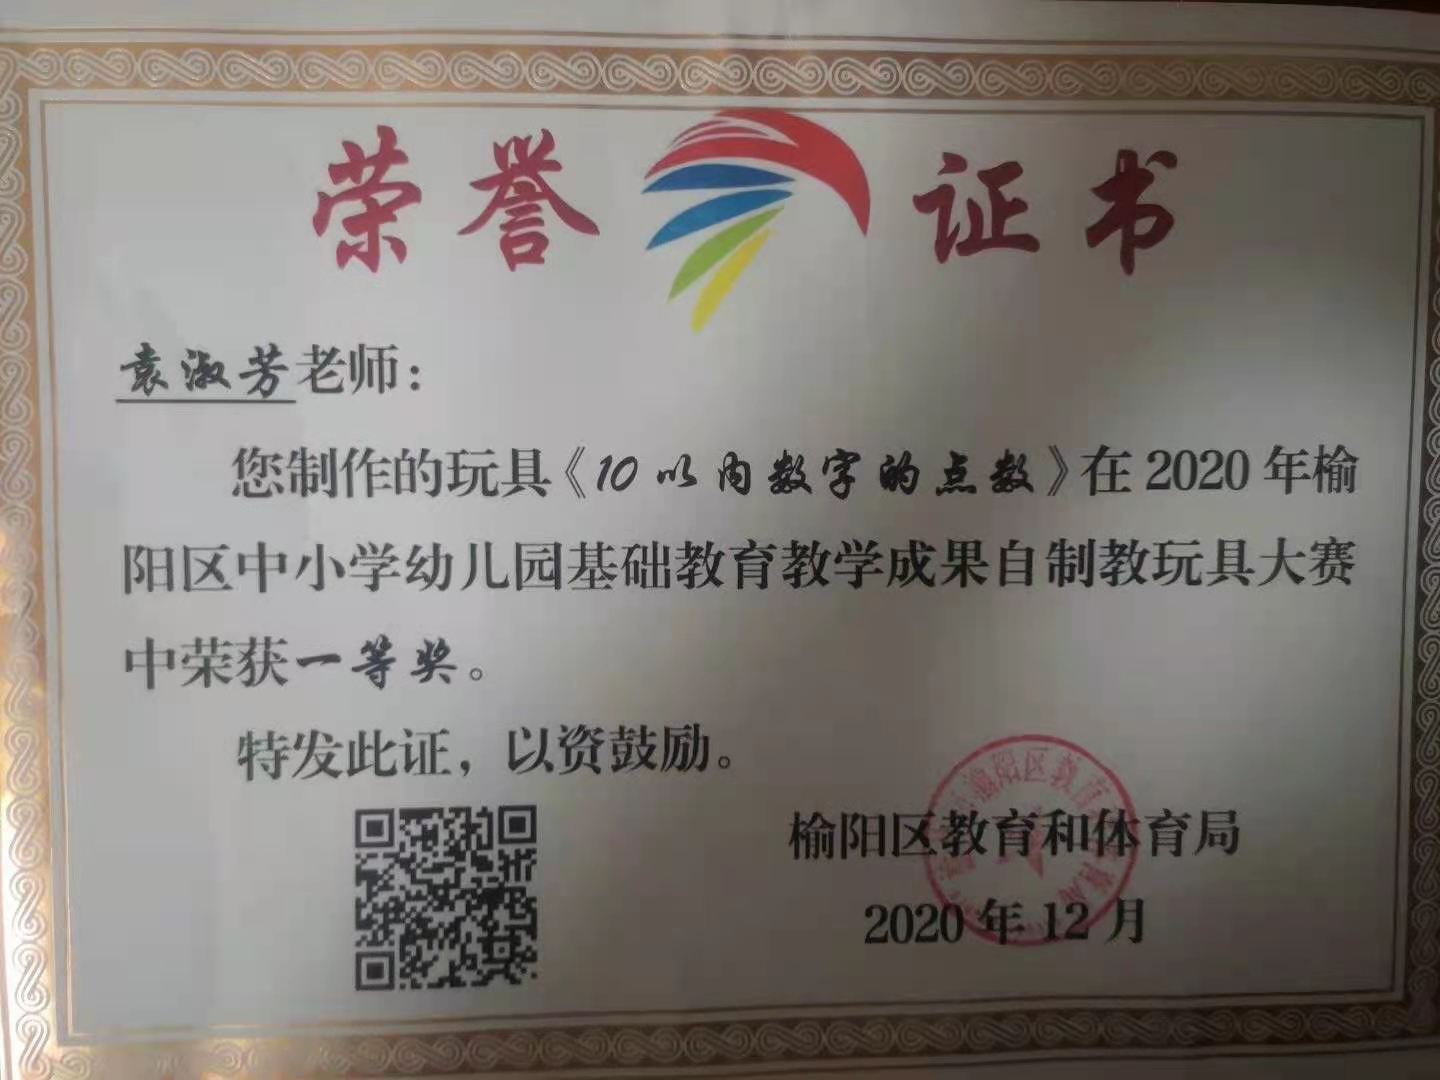 荣誉证书
袁淑芳老师：
您制作的玩具《10以内数字的点数》在2020年榆
阳区中小学幼儿园基础教育教学成果自制教玩具大赛
中荣获一等奖。
特发此证，以资鼓励。
榆阳区教育和体育局
2020年12月